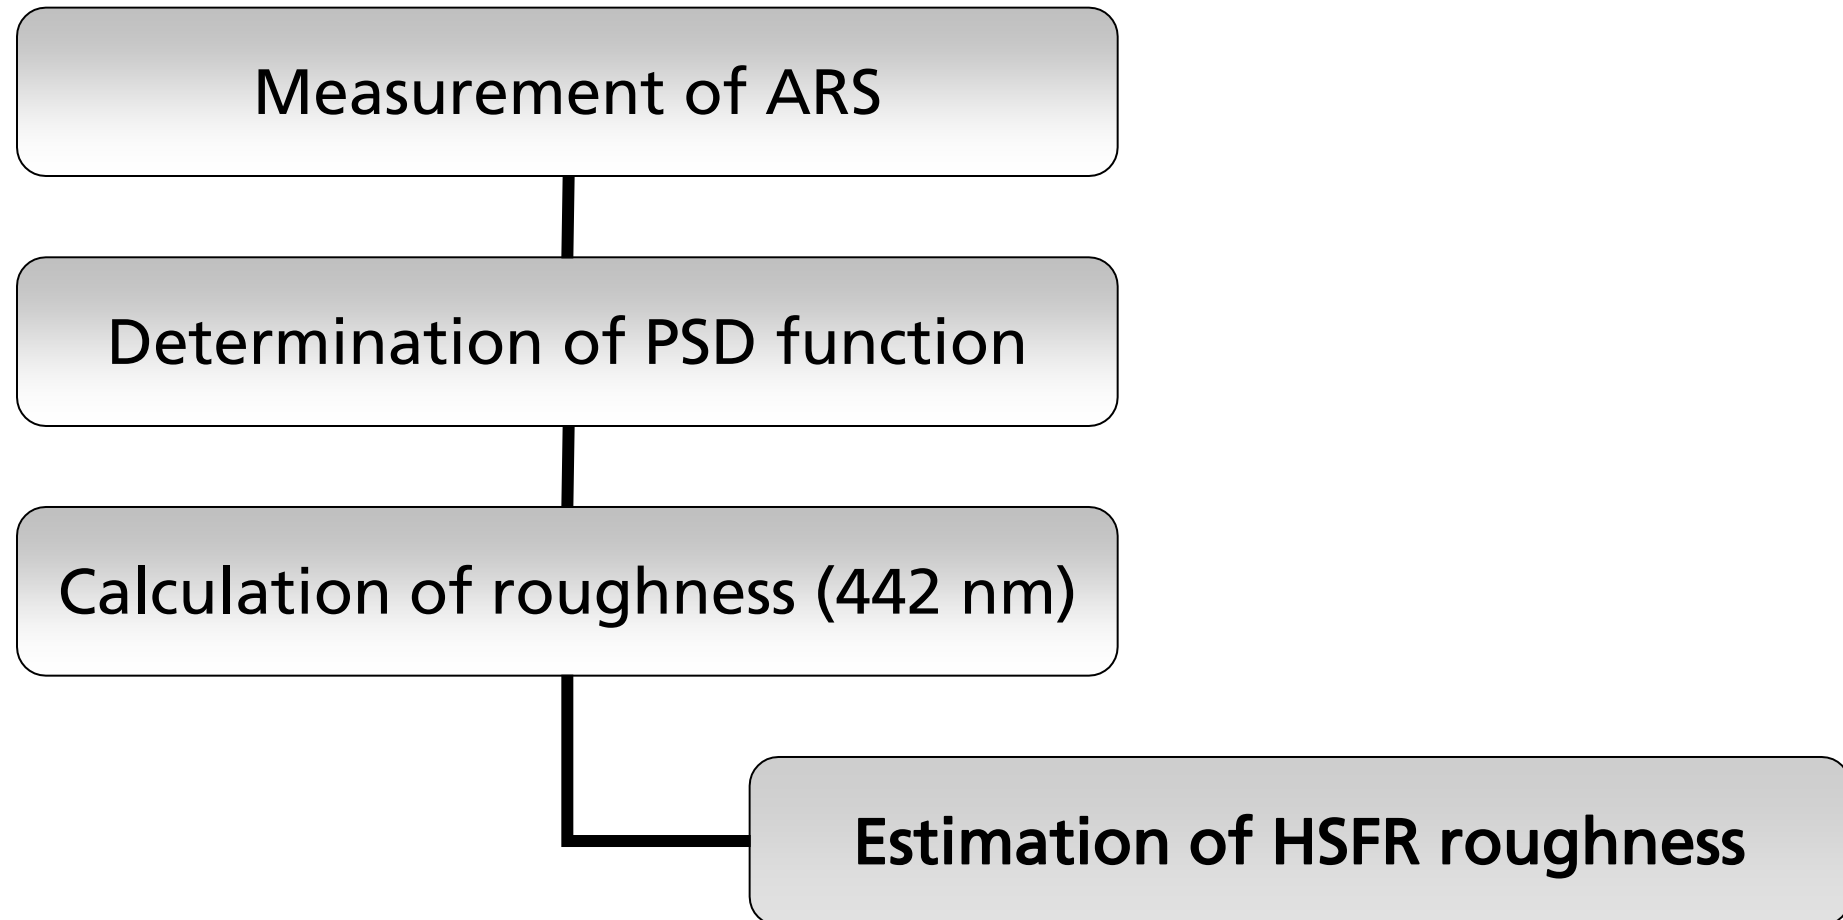 Measurement of ARS
Determination of PSD function
Calculation of roughness (442 nm)
Estimation of HSFR roughness